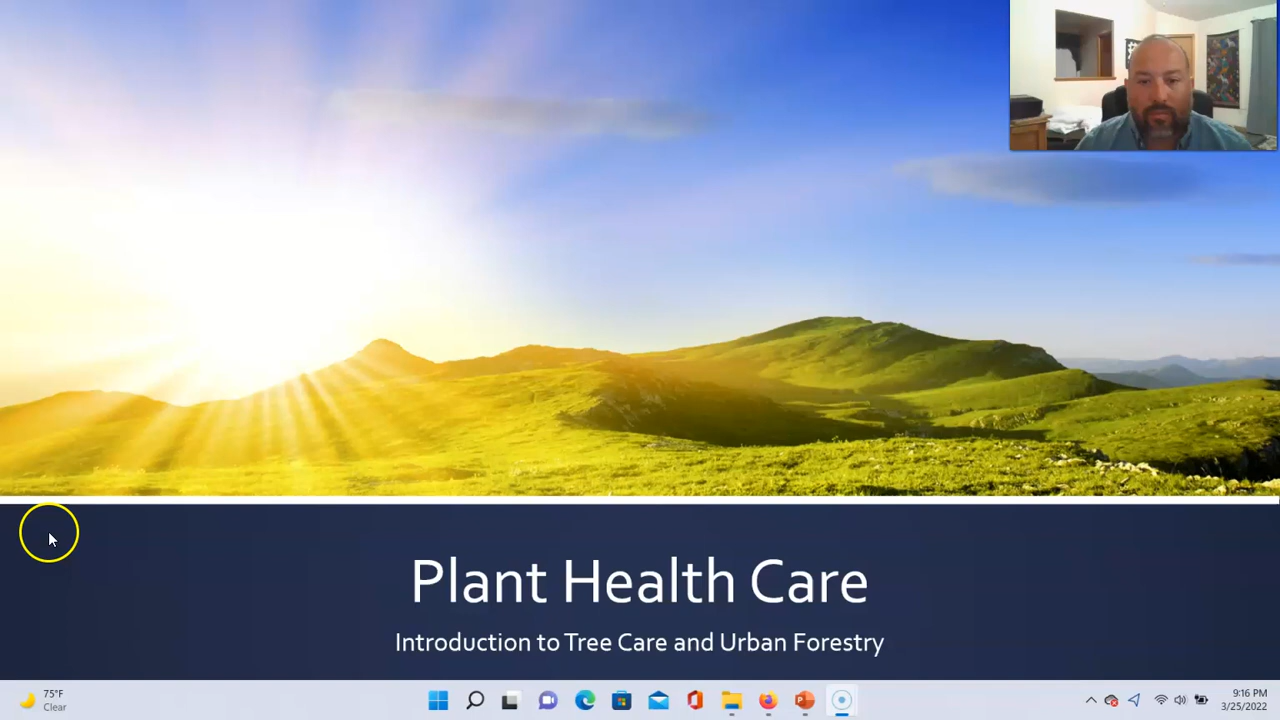 Plant Health Care
Introduction to Tree Care and Urban Forestry
75°F
Clear
9:16 PM
3/25/2022